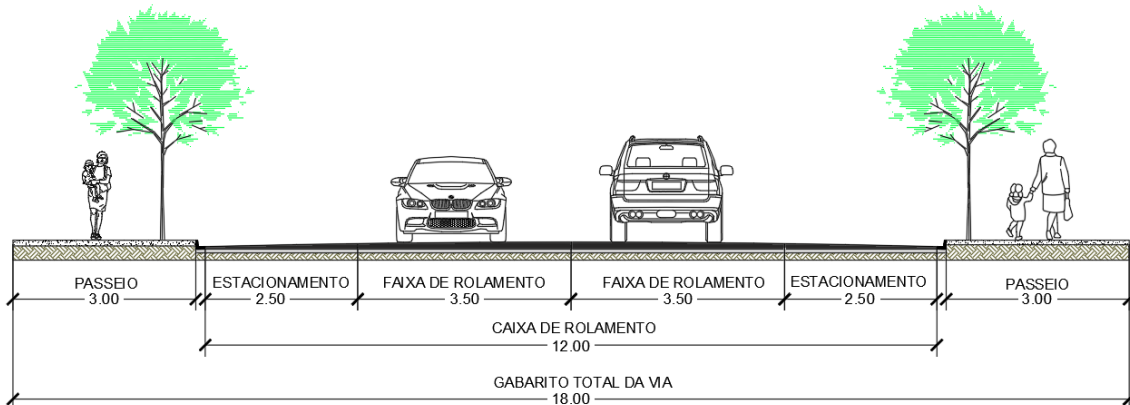 PASSEIO
3.00
ESTACIONAMENTO
2.50
FAIXA DE ROLAMENTO
3.50
FAIXA DE ROLAMENTO
3.50
ESTACIONAMENTO
2.50
PASSEIO
3.00
CAIXA DE ROLAMENTO
12.00
GABARITO TOTAL DA VIA
18.00